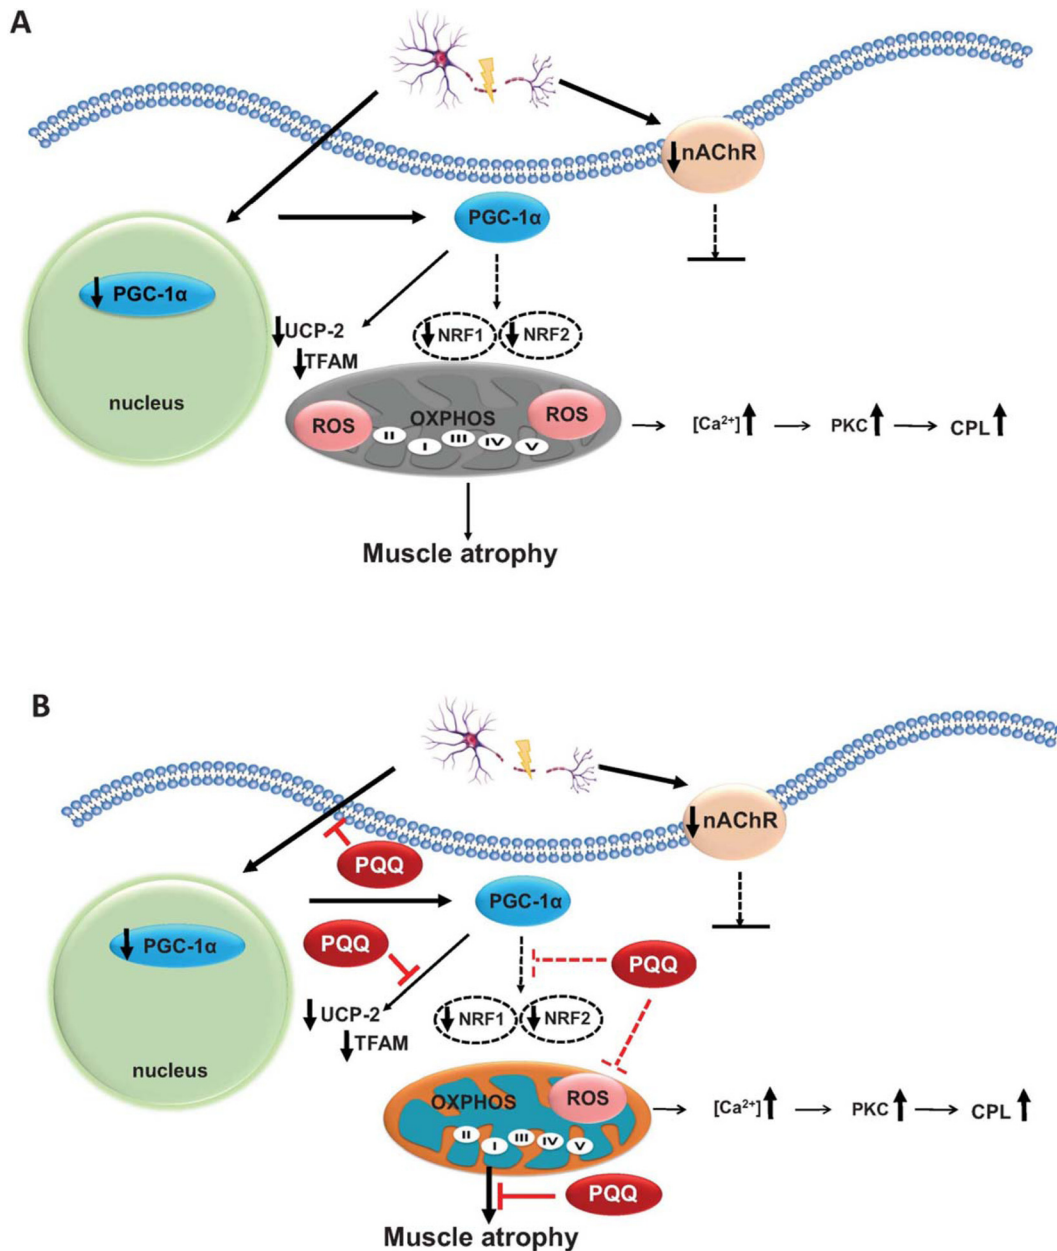 A
nAChR
PGC-1α
PGC-1α
UCP-2
NRF1
NRF2
TFAM
nucleus
ROS
OXPHOS
ROS
II
I
III
IV
V
[Ca²⁺]
PKC
CPL
Muscle atrophy
B
nAChR
PQQ
PGC-1α
PGC-1α
PQQ
PQQ
UCP-2
NRF1
NRF2
TFAM
nucleus
OXPHOS
ROS
II
I
III
IV
V
[Ca²⁺]
PKC
CPL
PQQ
Muscle atrophy